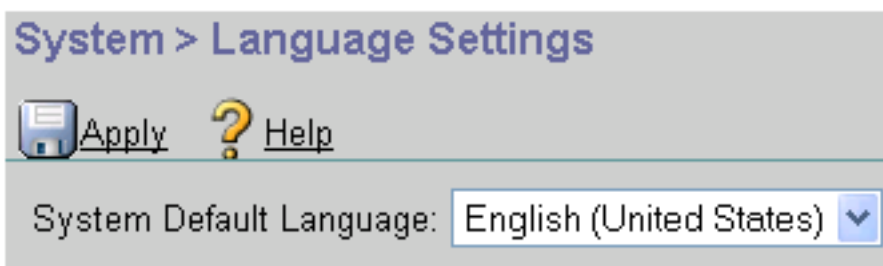 System > Language Settings
Apply Help
System Default Language: English (United States)